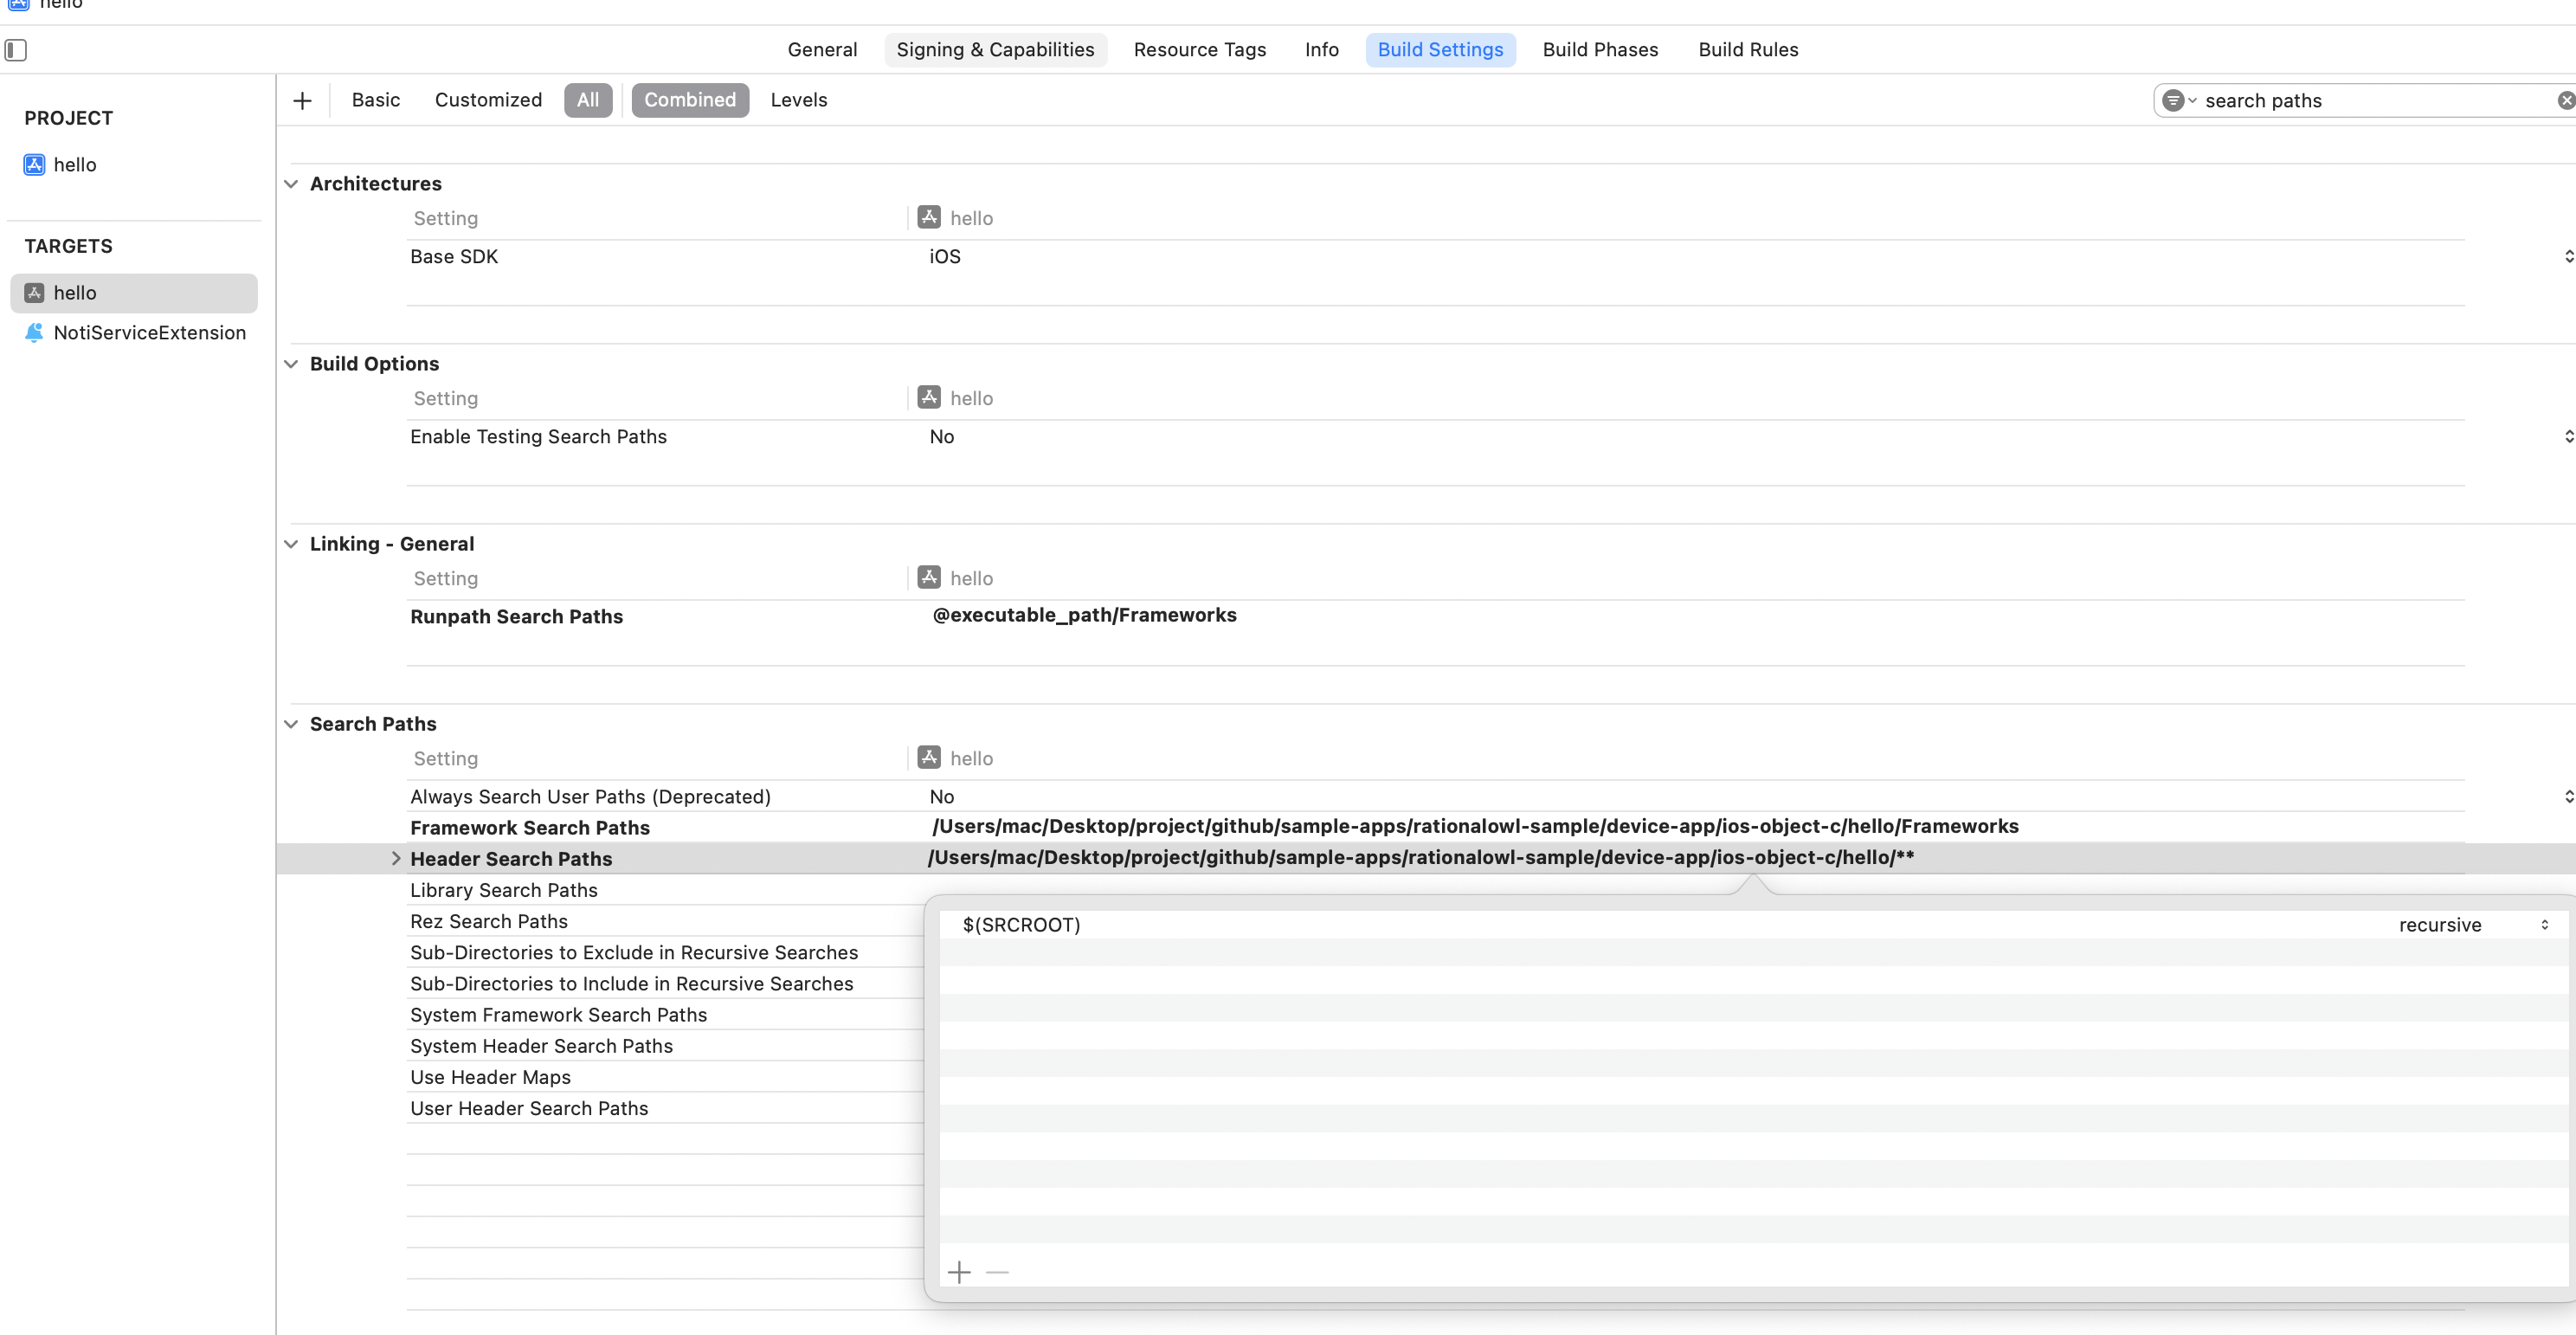 hello
General Signing & Capabilities Resource Tags Info Build Settings Build Phases Build Rules
Basic Customized All Combined Levels search paths
PROJECT
hello
TARGETS
hello
NotiServiceExtension
Architectures
Setting hello
Base SDK iOS
Build Options
Setting hello
Enable Testing Search Paths No
Linking - General
Setting hello
Runpath Search Paths @executable_path/Frameworks
Search Paths
Setting hello
Always Search User Paths (Deprecated) No
Framework Search Paths /Users/mac/Desktop/project/github/sample-apps/rationalowl-sample/device-app/ios-object-c/hello/Frameworks
Header Search Paths /Users/mac/Desktop/project/github/sample-apps/rationalowl-sample/device-app/ios-object-c/hello/**
Library Search Paths
Rez Search Paths
Sub-Directories to Exclude in Recursive Searches
Sub-Directories to Include in Recursive Searches
System Framework Search Paths
System Header Search Paths
Use Header Maps
User Header Search Paths
$(SRCROOT) recursive